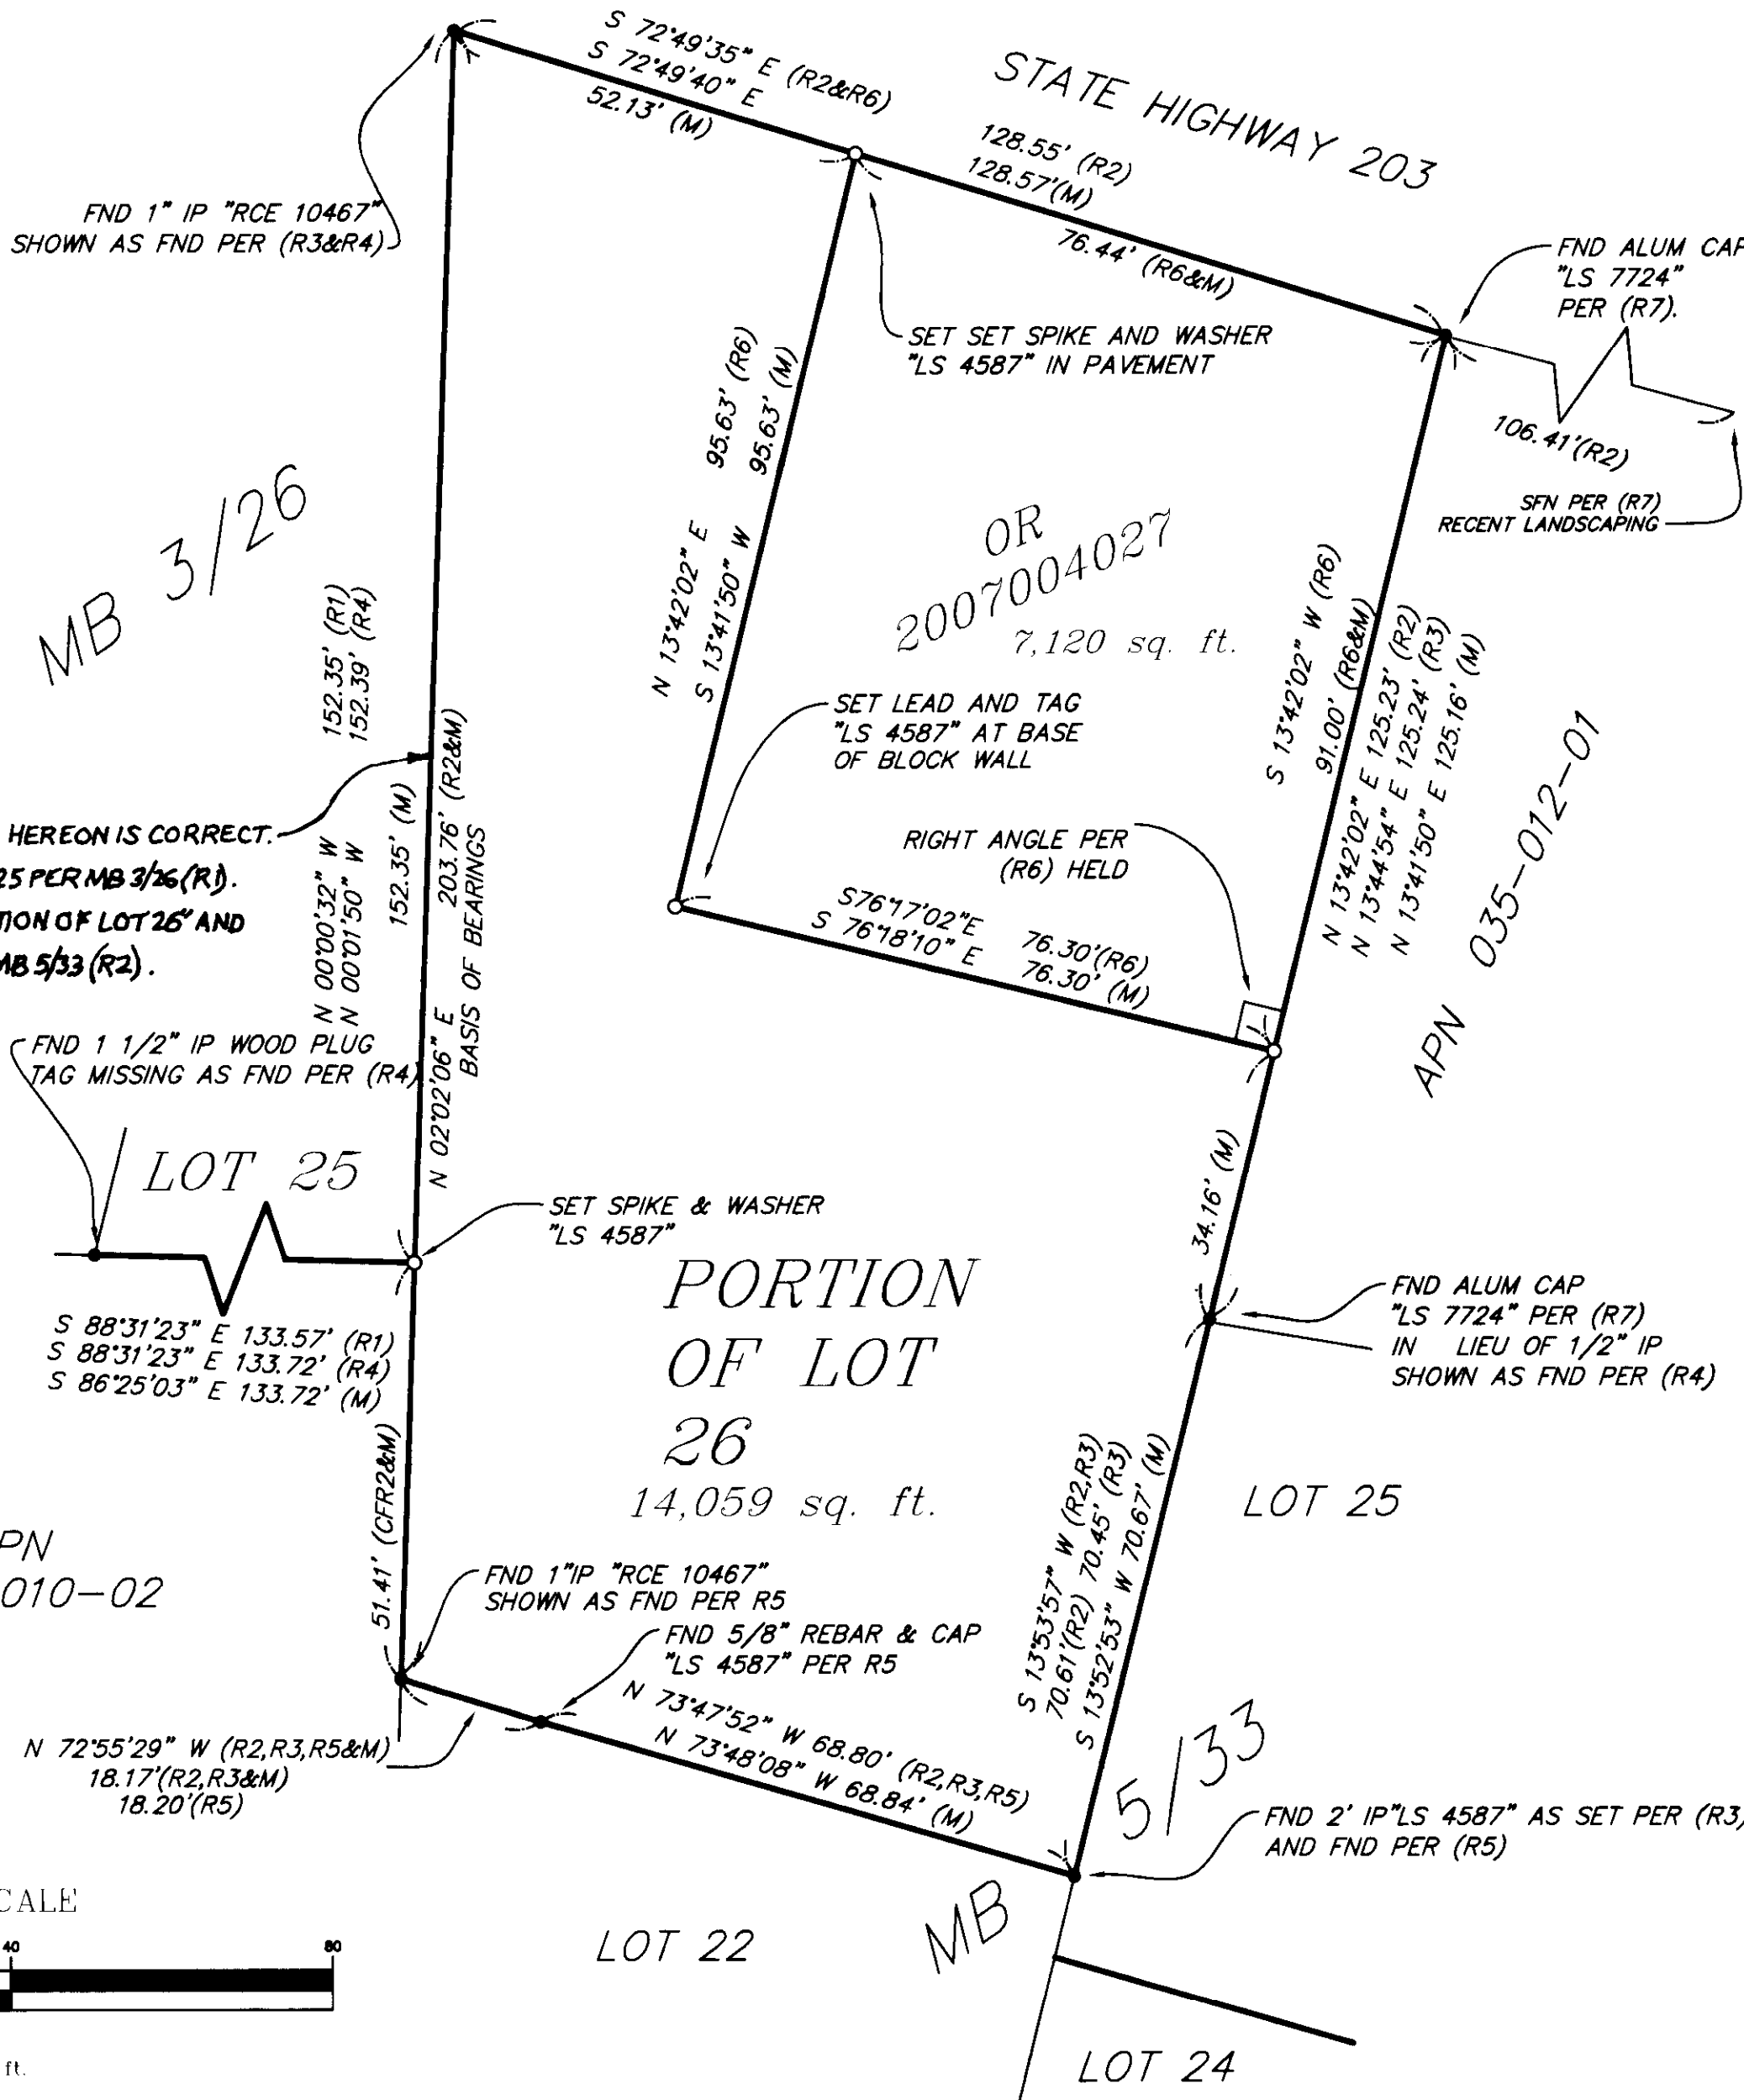 S 72°49'35" E (R2&R6)
S 72°49'40" E
52.13' (M)
STATE HIGHWAY 203
128.55' (R2)
128.57'(M)
76.44' (R6&M)
FND 1" IP "RCE 10467"
SHOWN AS FND PER (R3&R4)
FND ALUM CAP
"LS 7724"
PER (R7).
SET SET SPIKE AND WASHER
"LS 4587" IN PAVEMENT
106.41'(R2)
SFN PER (R7)
RECENT LANDSCAPING
N 13°42'02" E 95.63' (R6)
S 13°41'50" W 95.63' (M)
MB 3/26
OR
2007004027
7,120 sq. ft.
S 13°42'02" W (R6)
91.00' (R6&M)
N 13°42'02" E 125.23' (R2)
N 13°44'54" E 125.24' (R3)
N 13°41'50" E 125.16' (M)
152.35' (R1)
152.39' (R4)
N 00°00'32" W
N 00°01'50" W
152.35' (M)
N 02°02'06" E 203.76' (R2&M)
BASIS OF BEARINGS
SET LEAD AND TAG
"LS 4587" AT BASE
OF BLOCK WALL
HEREON IS CORRECT.
25 PER MB 3/26 (R1).
TION OF LOT 26" AND
MB 5/33 (R2).
RIGHT ANGLE PER
(R6) HELD
APN 035-012-01
S76°17'02"E 76.30'(R6)
S 76°18'10" E 76.30' (M)
FND 1 1/2" IP WOOD PLUG
TAG MISSING AS FND PER (R4)
LOT 25
SET SPIKE & WASHER
"LS 4587"
34.16' (M)
PORTION
OF LOT
26
14,059 sq. ft.
FND ALUM CAP
"LS 7724" PER (R7)
IN LIEU OF 1/2" IP
SHOWN AS FND PER (R4)
S 88°31'23" E 133.57' (R1)
S 88°31'23" E 133.72' (R4)
S 86°25'03" E 133.72' (M)
51.41' (CFR2&M)
LOT 25
S 13°53'57" W (R2,R3)
70.61'(R2) 70.45' (R3)
S 13°52'53" W 70.67' (M)
PN
010-02
FND 1"IP "RCE 10467"
SHOWN AS FND PER R5
FND 5/8" REBAR & CAP
"LS 4587" PER R5
N 73°47'52" W 68.80' (R2,R3,R5)
N 73°48'08" W 68.84' (M)
N 72°55'29" W (R2,R3,R5&M)
18.17'(R2,R3&M)
18.20'(R5)
MB 5/33
FND 2' IP"LS 4587" AS SET PER (R3)
AND FND PER (R5)
CALE
40 80
ft.
LOT 22
LOT 24